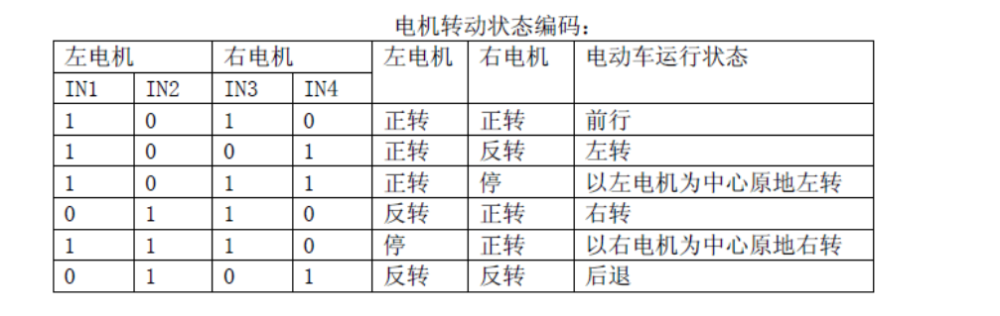 电机转动状态编码：
左电机 右电机 左电机 右电机 电动车运行状态
IN1 IN2 IN3 IN4
1 0 1 0 正转 正转 前行
1 0 0 1 正转 反转 左转
1 0 1 1 正转 停 以左电机为中心原地左转
0 1 1 0 反转 正转 右转
1 1 1 0 停 正转 以右电机为中心原地右转
0 1 0 1 反转 反转 后退